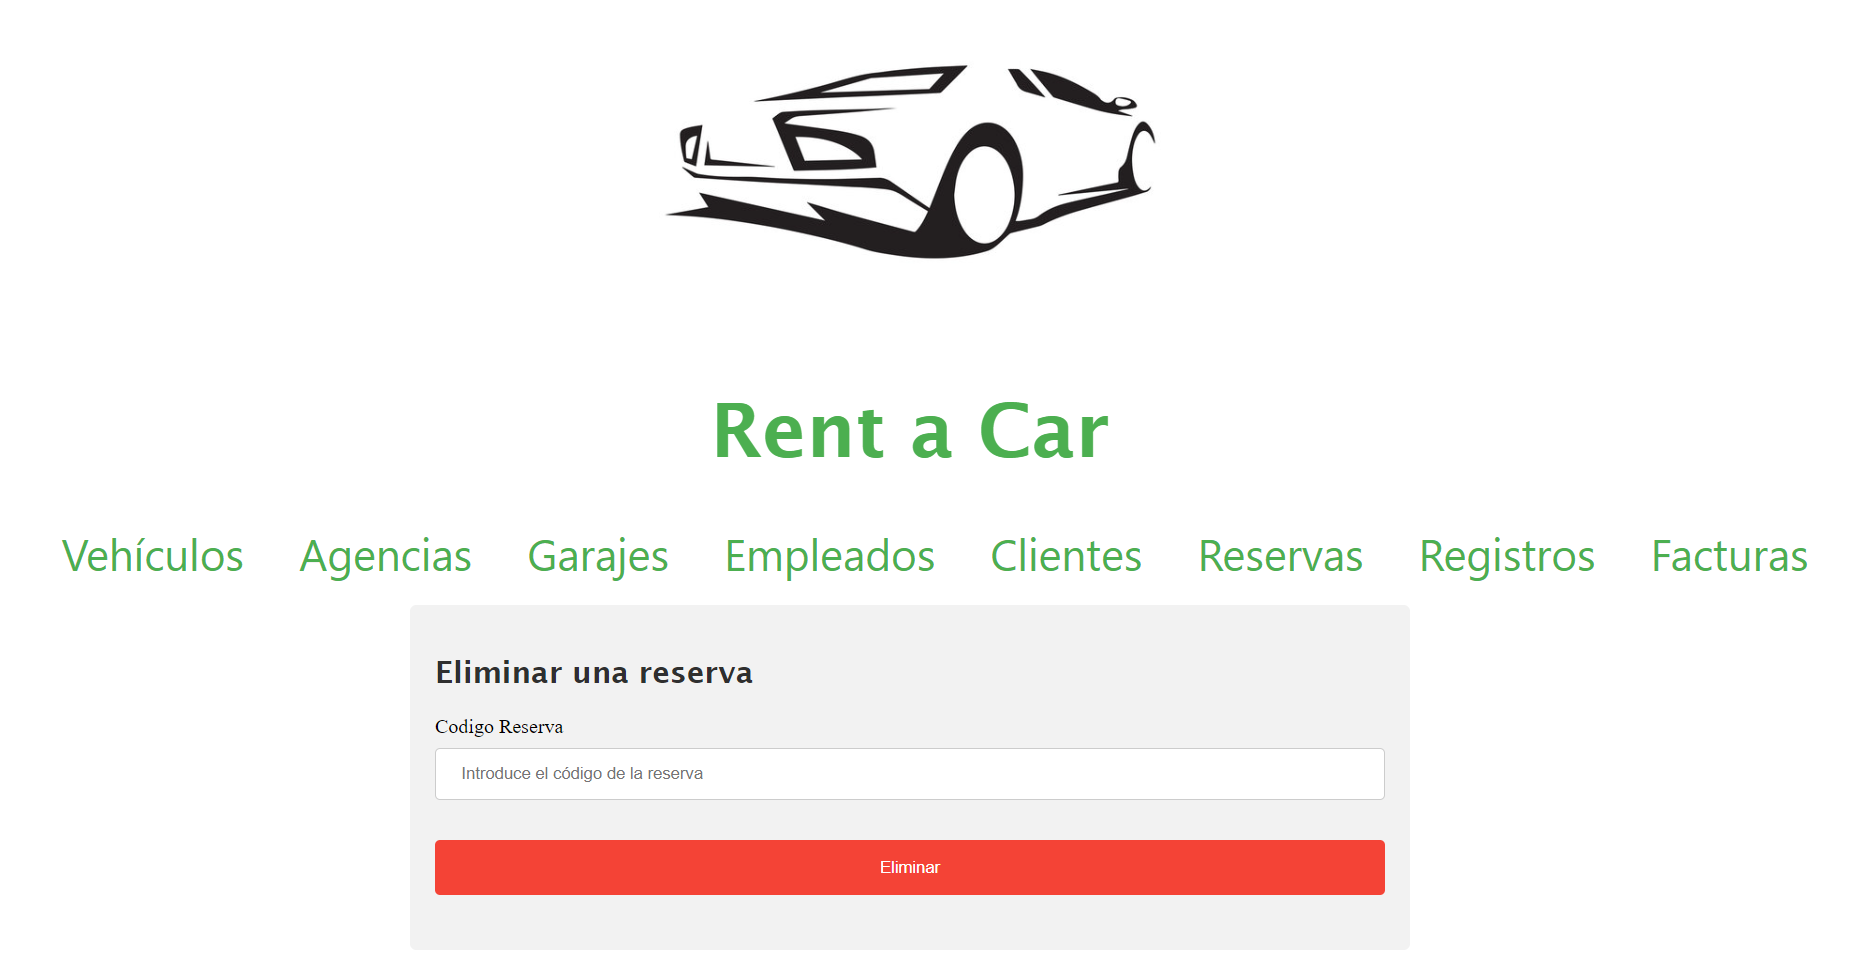 Rent a Car
Vehículos Agencias Garajes Empleados Clientes Reservas Registros Facturas
Eliminar una reserva
Codigo Reserva
Introduce el código de la reserva
Eliminar